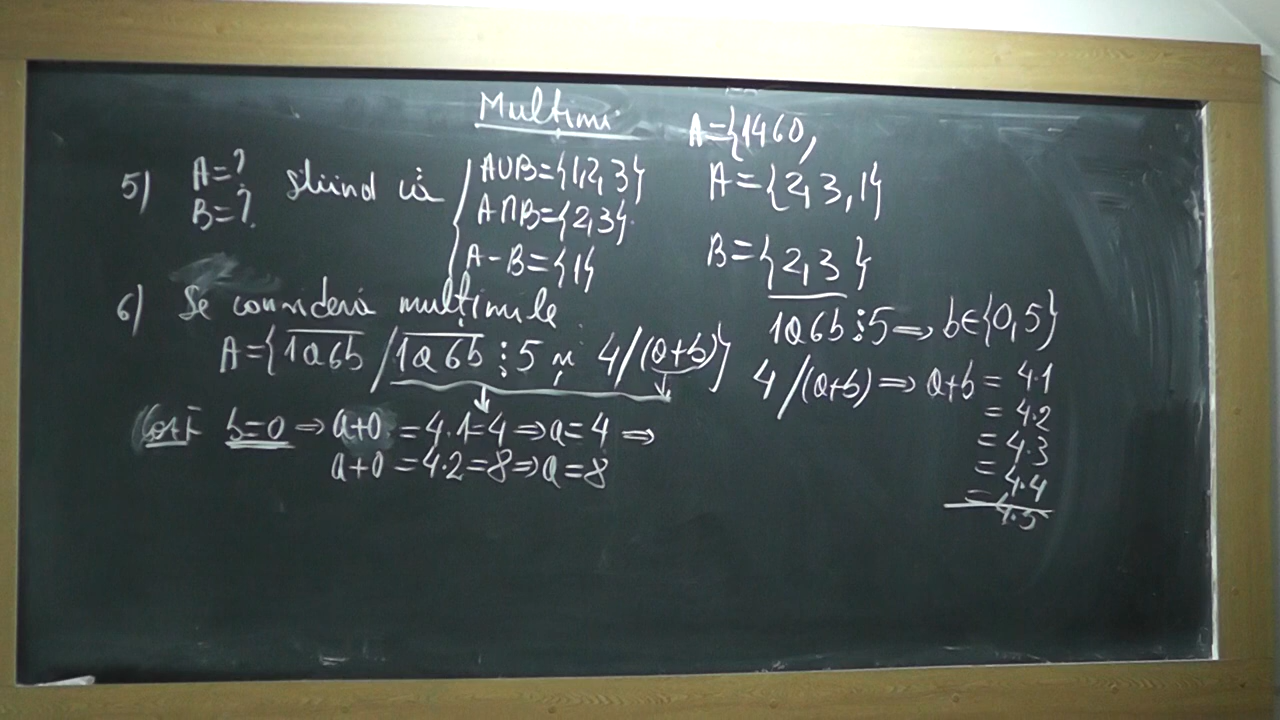 Mulțimi
A={1460,
5) A=? știind că A∪B={1,2,3}
B=?. A∩B={2,3}.
A-B={1}
A={2,3,1}
B={2,3}
6) Se consideră mulțimile
A={1a6b / 1a6b ⋮ 5 și 4/(a+b)}
1a6b ⋮ 5 ⇒ b∈{0,5}
4/(a+b) ⇒ a+b = 4.1
= 4.2
= 4.3
= 4.4
= 4.5
Caz I b=0 ⇒ a+0 = 4.1=4 ⇒ a=4 ⇒
a+0 = 4.2=8 ⇒ a=8